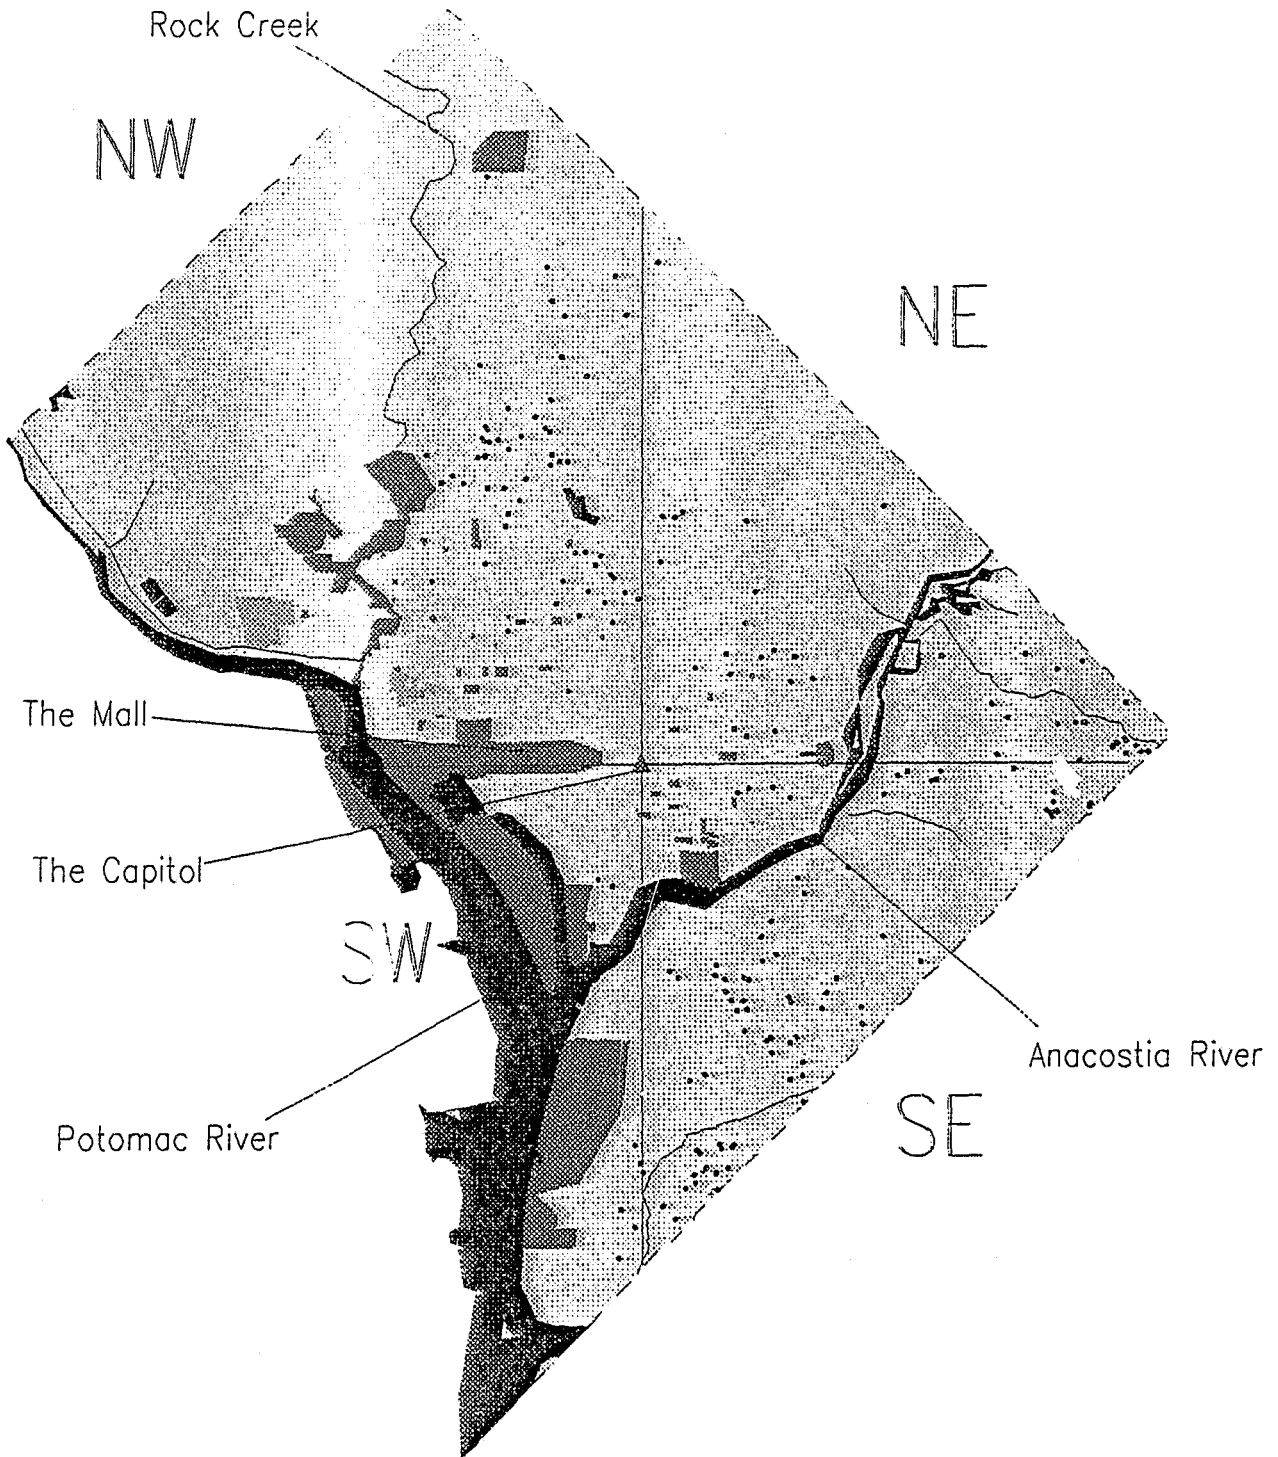 Rock Creek
NW
NE
The Mall
The Capitol
SW
Anacostia River
Potomac River
SE